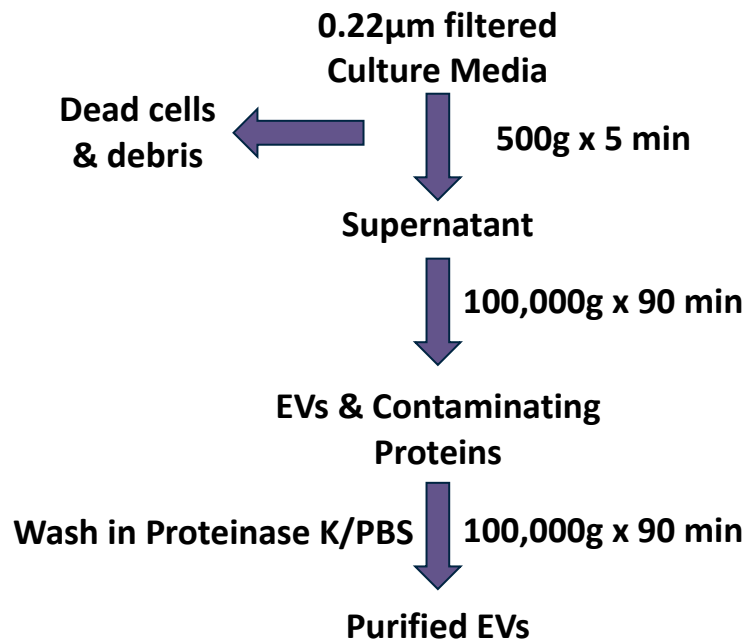 0.22µm filtered
Culture Media
Dead cells
& debris
500g x 5 min
Supernatant
100,000g x 90 min
EVs & Contaminating
Proteins
Wash in Proteinase K/PBS
100,000g x 90 min
Purified EVs